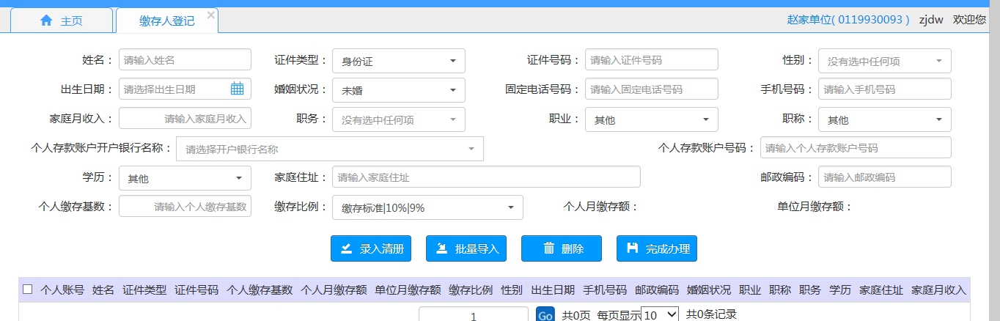 主页 缴存人登记 赵家单位( 0119930093 ) zjdw 欢迎您
姓名： 请输入姓名 证件类型： 身份证 证件号码： 请输入证件号码 性别： 没有选中任何项
出生日期： 请选择出生日期 婚姻状况： 未婚 固定电话号码： 请输入固定电话号码 手机号码： 请输入手机号码
家庭月收入： 请输入家庭月收入 职务： 没有选中任何项 职业： 其他 职称： 其他
个人存款账户开户银行名称： 请选择开户银行名称 个人存款账户号码： 请输入个人存款账户号码
学历： 其他 家庭住址： 请输入家庭住址 邮政编码： 请输入邮政编码
个人缴存基数： 请输入个人缴存基数 缴存比例： 缴存标准|10%|9% 个人月缴存额： 单位月缴存额：
录入清册 批量导入 删除 完成办理
个人账号 姓名 证件类型 证件号码 个人缴存基数 个人月缴存额 单位月缴存额 缴存比例 性别 出生日期 手机号码 邮政编码 婚姻状况 职业 职称 职务 学历 家庭住址 家庭月收入
1 Go 共0页 每页显示 10 共0条记录